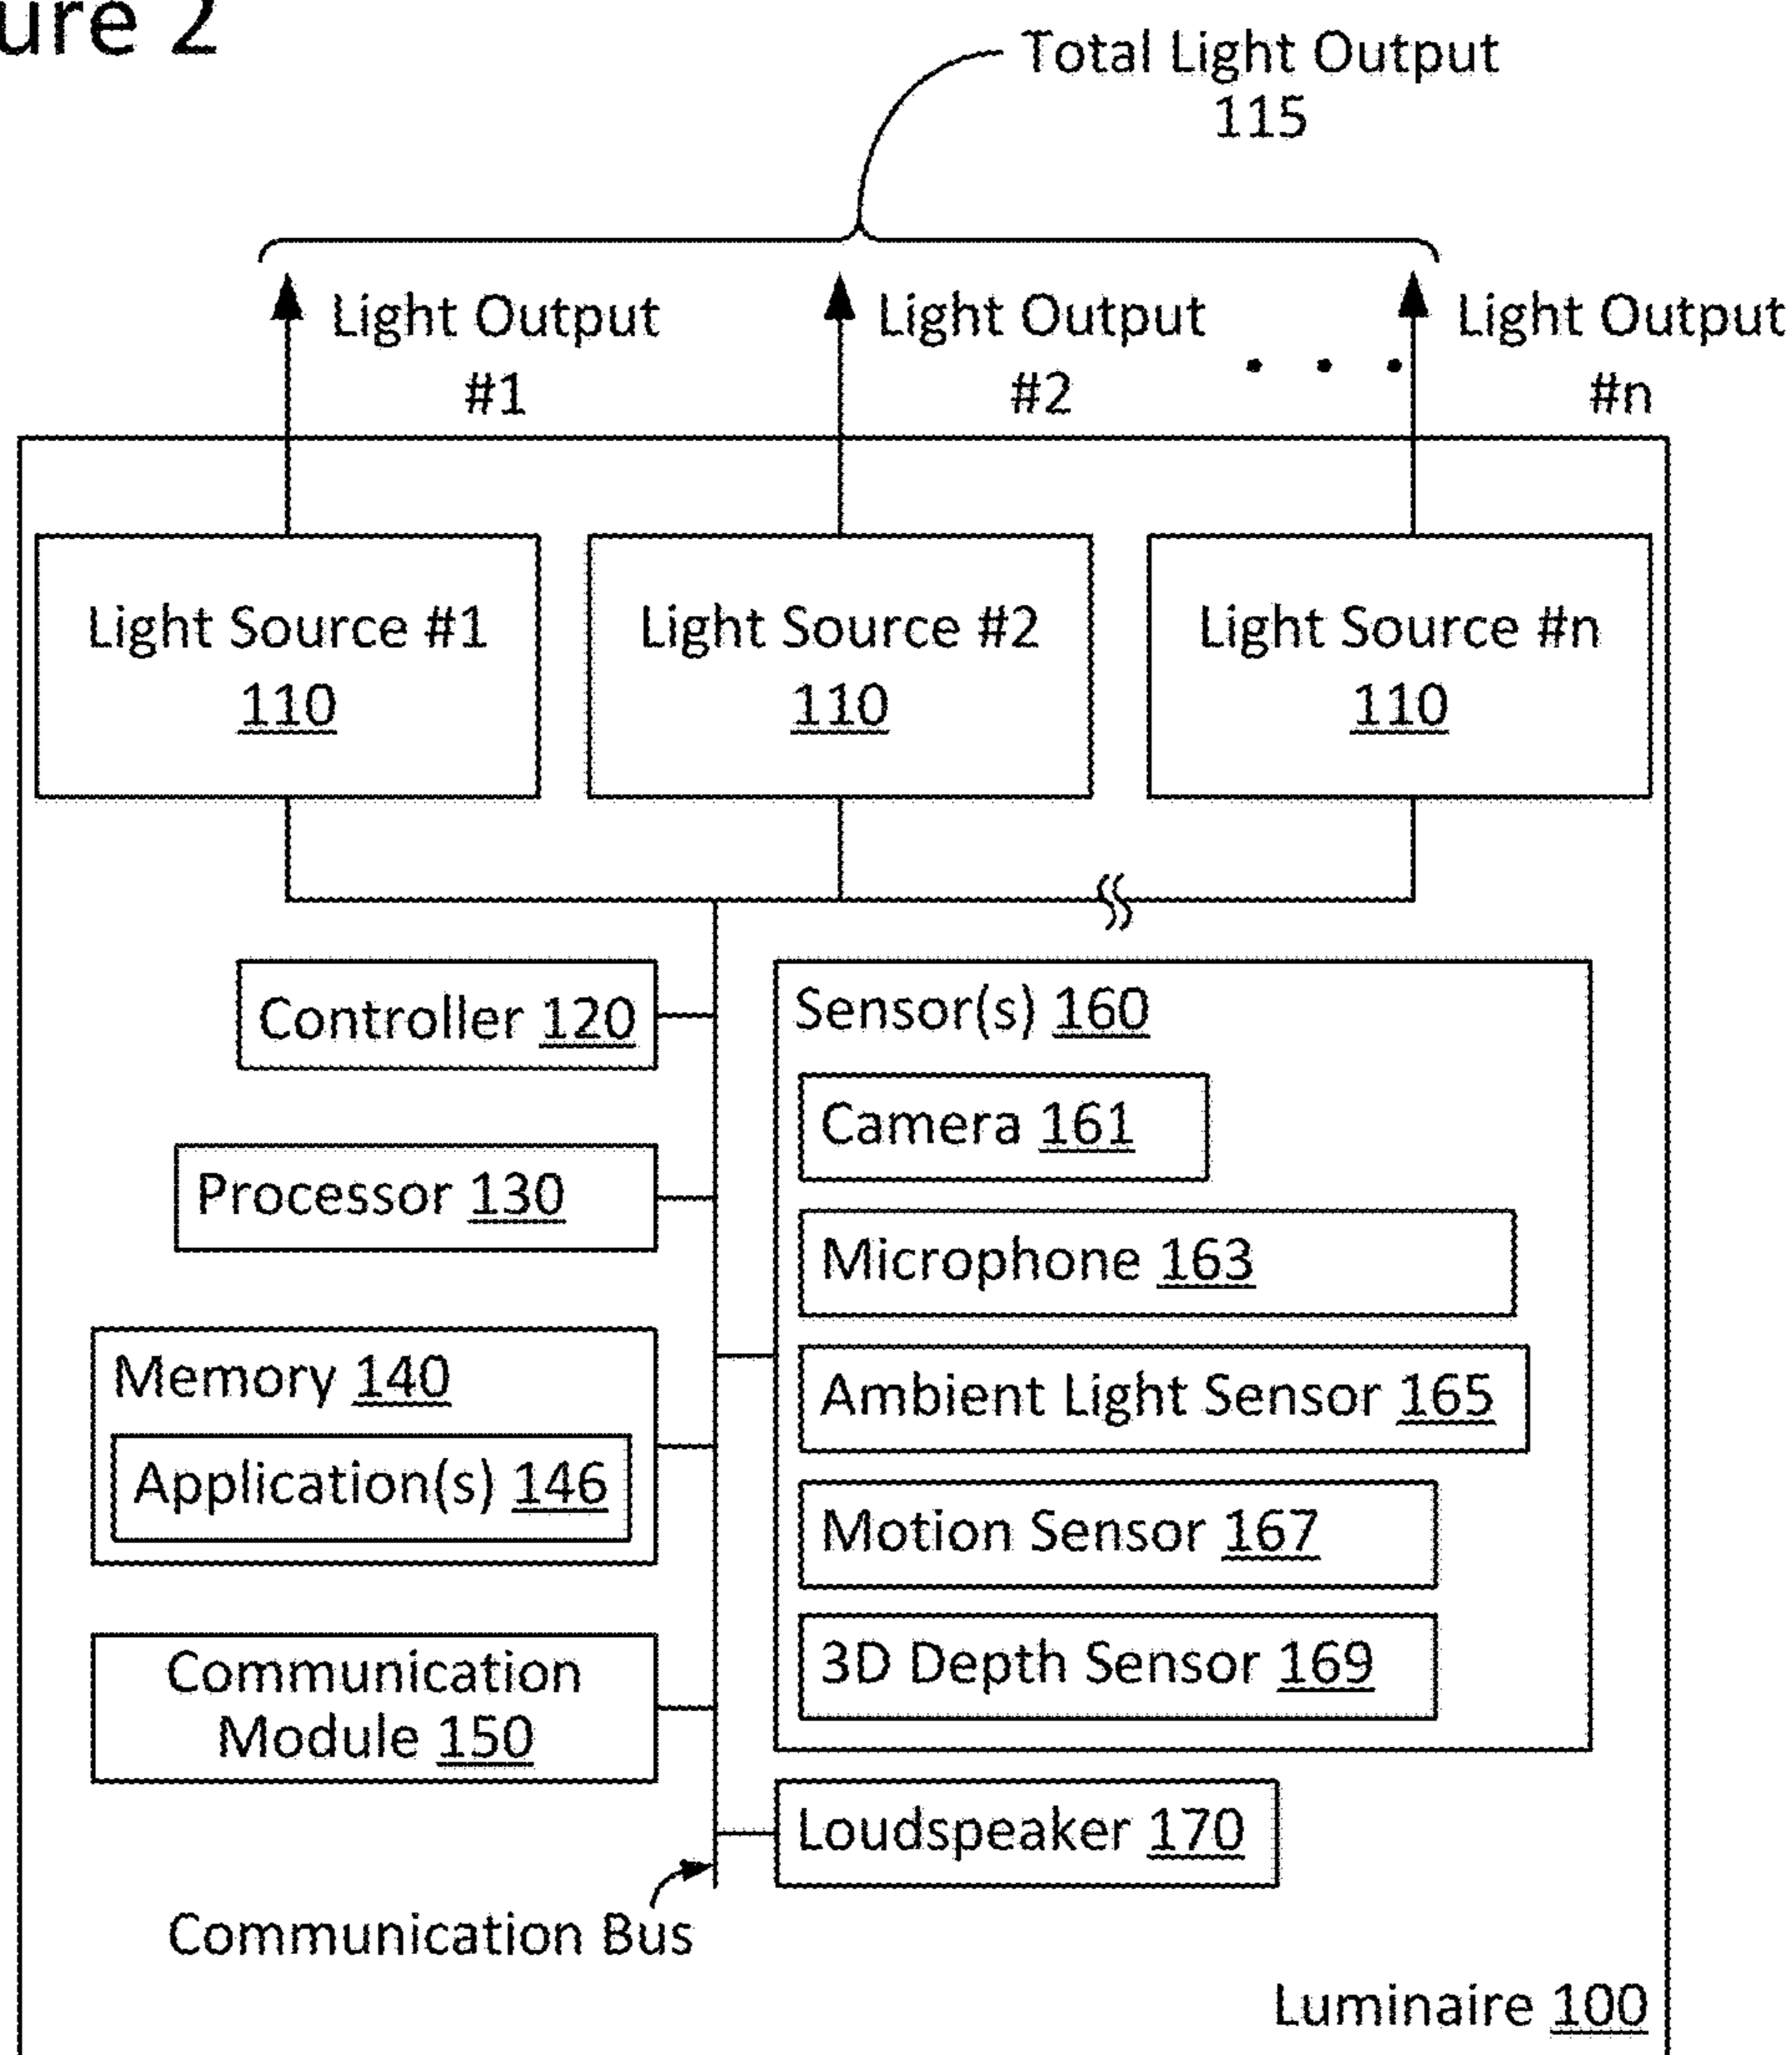 ure 2
Total Light Output
115
Light Output
#1
Light Output
#2
. . .
Light Output
#n
Light Source #1
110
Light Source #2
110
Light Source #n
110
Controller 120
Processor 130
Memory 140
Application(s) 146
Communication
Module 150
Sensor(s) 160
Camera 161
Microphone 163
Ambient Light Sensor 165
Motion Sensor 167
3D Depth Sensor 169
Loudspeaker 170
Communication Bus
Luminaire 100